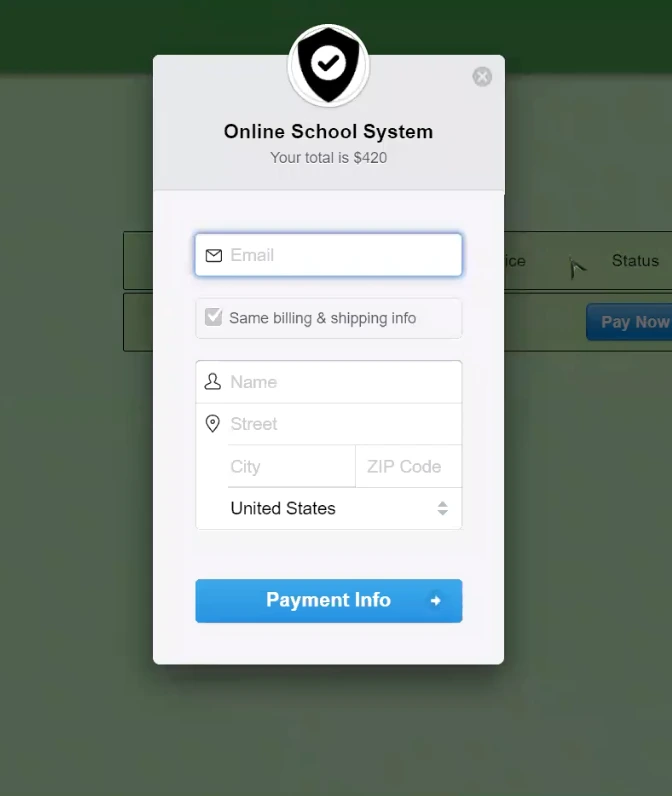 Online School System
Your total is $420
Email
ice Status
Same billing & shipping info
Pay Now
Name
Street
City ZIP Code
United States
Payment Info